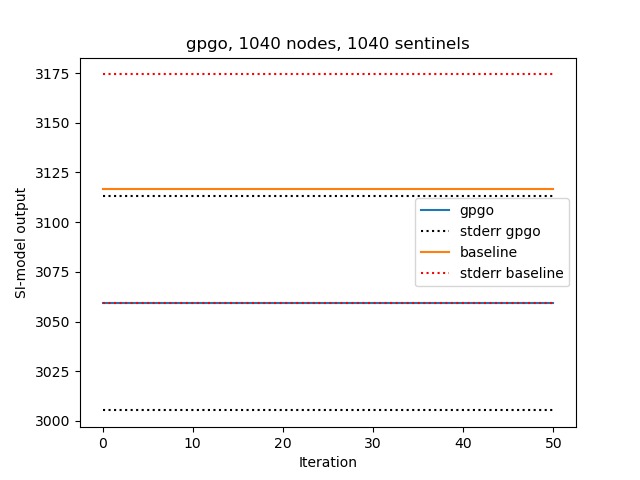 gpgo, 1040 nodes, 1040 sentinels
SI-model output
3175
3150
3125
3100
3075
3050
3025
3000
gpgo
stderr gpgo
baseline
stderr baseline
0 10 20 30 40 50
Iteration